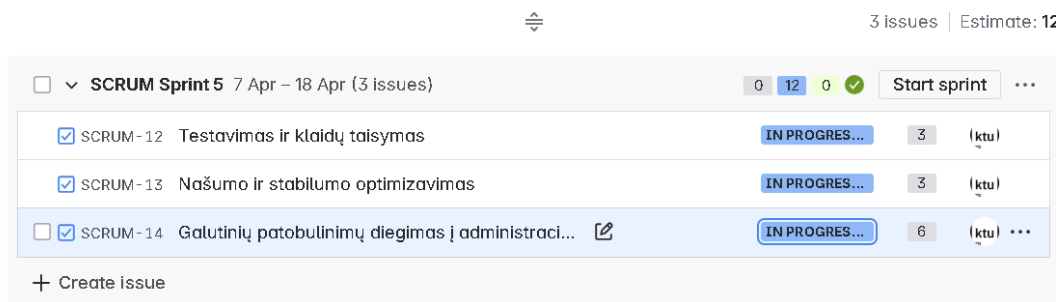 3 issues | Estimate: 12
SCRUM Sprint 5 7 Apr – 18 Apr (3 issues) 0 12 0 Start sprint ...
SCRUM-12 Testavimas ir klaidų taisymas IN PROGRES... 3 ktu
SCRUM-13 Našumo ir stabilumo optimizavimas IN PROGRES... 3 ktu
SCRUM-14 Galutinių patobulinimų diegimas į administraci... IN PROGRES... 6 ktu ...
+ Create issue